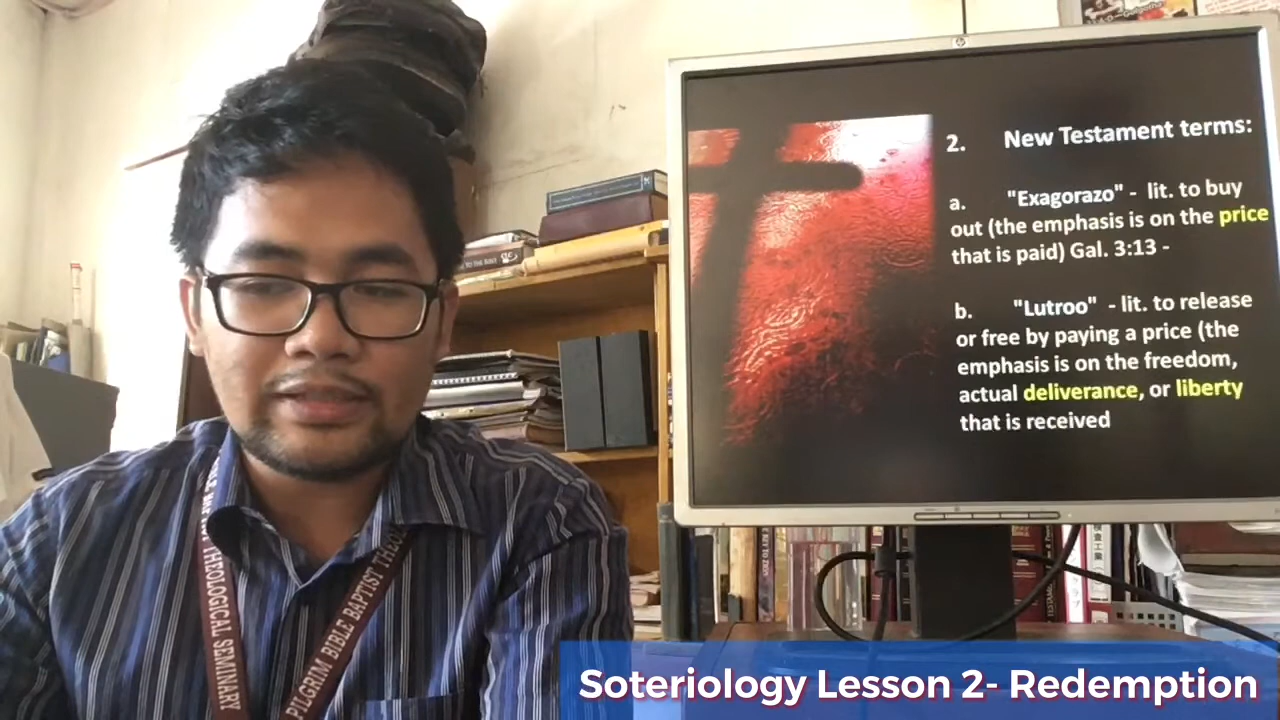 2. New Testament terms:
a. "Exagorazo" - lit. to buy
out (the emphasis is on the price
that is paid) Gal. 3:13 -
b. "Lutroo" - lit. to release
or free by paying a price (the
emphasis is on the freedom,
actual deliverance, or liberty
that is received
THEOLOGICAL SEMINARY
PILGRIM BIBLE BAPTIST THEOL
Soteriology Lesson 2- Redemption